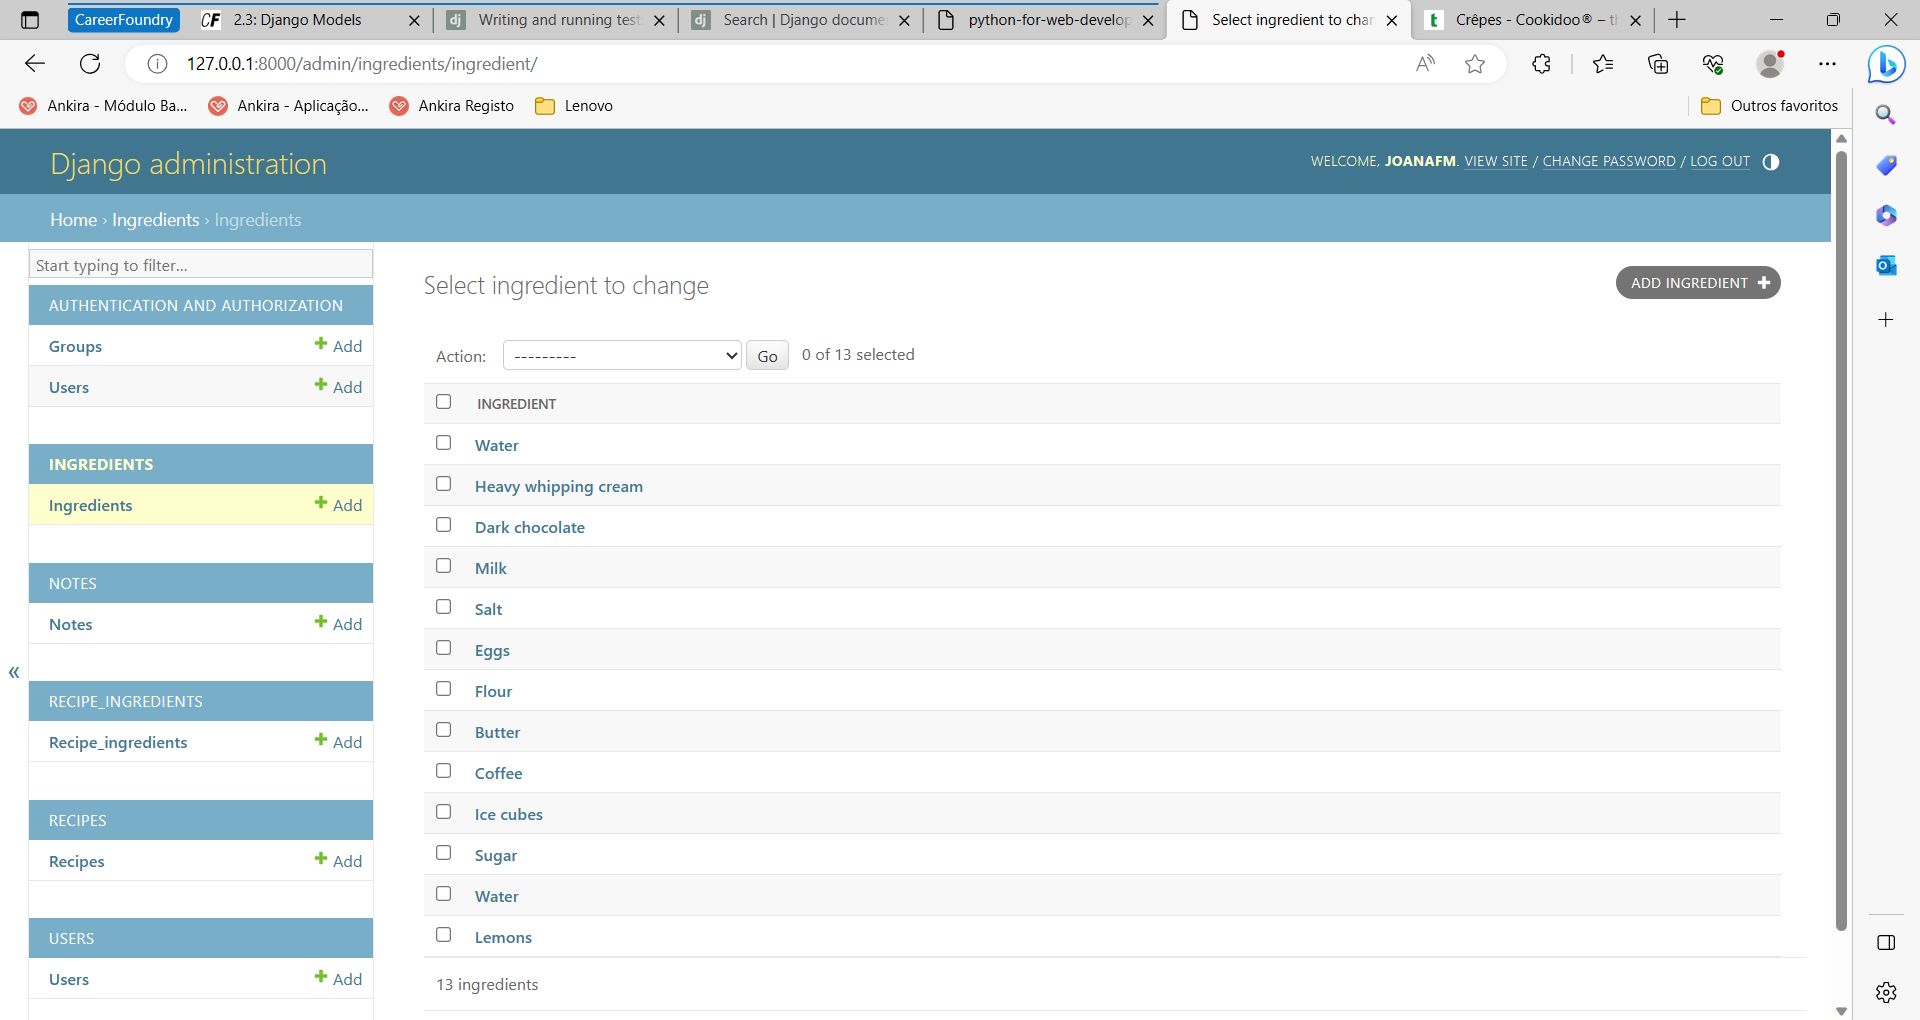 CareerFoundry
CF 2.3: Django Models
dj Writing and running test
dj Search | Django docume
python-for-web-develop
Select ingredient to char
t Crêpes - Cookidoo® –
127.0.0.1:8000/admin/ingredients/ingredient/
Ankira - Módulo Ba...
Ankira - Aplicação...
Ankira Registo
Lenovo
Outros favoritos
Django administration
WELCOME, JOANAFM. VIEW SITE / CHANGE PASSWORD / LOG OUT
Home › Ingredients › Ingredients
Start typing to filter...
AUTHENTICATION AND AUTHORIZATION
Groups + Add
Users + Add
INGREDIENTS
Ingredients + Add
NOTES
Notes + Add
«
RECIPE_INGREDIENTS
Recipe_ingredients + Add
RECIPES
Recipes + Add
USERS
Users + Add
Select ingredient to change
ADD INGREDIENT +
Action: --------- Go 0 of 13 selected
INGREDIENT
Water
Heavy whipping cream
Dark chocolate
Milk
Salt
Eggs
Flour
Butter
Coffee
Ice cubes
Sugar
Water
Lemons
13 ingredients